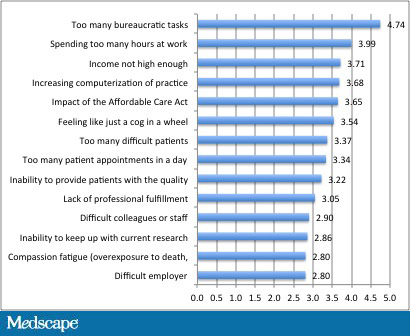 Too many bureaucratic tasks 4.74
Spending too many hours at work 3.99
Income not high enough 3.71
Increasing computerization of practice 3.68
Impact of the Affordable Care Act 3.65
Feeling like just a cog in a wheel 3.54
Too many difficult patients 3.37
Too many patient appointments in a day 3.34
Inability to provide patients with the quality 3.22
Lack of professional fulfillment 3.05
Difficult colleagues or staff 2.90
Inability to keep up with current research 2.86
Compassion fatigue (overexposure to death, 2.80
Difficult employer 2.80
0.0 0.5 1.0 1.5 2.0 2.5 3.0 3.5 4.0 4.5 5.0
Medscape